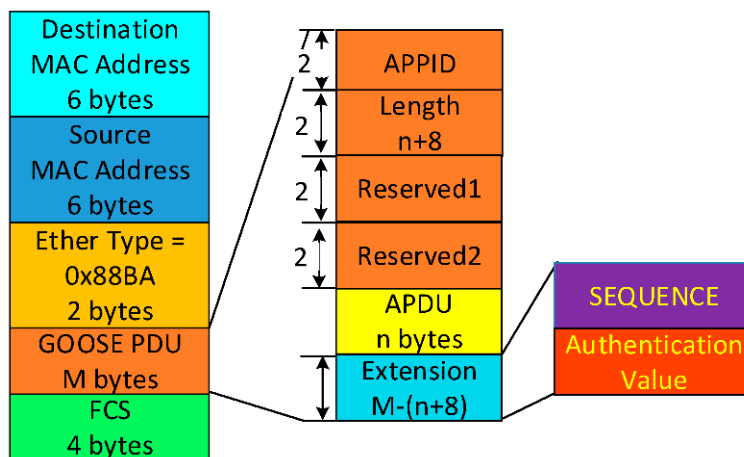 Destination
MAC Address
6 bytes
Source
MAC Address
6 bytes
Ether Type =
0x88BA
2 bytes
GOOSE PDU
M bytes
FCS
4 bytes
2
APPID
2
Length
n+8
2
Reserved1
2
Reserved2
APDU
n bytes
Extension
M-(n+8)
SEQUENCE
Authentication
Value